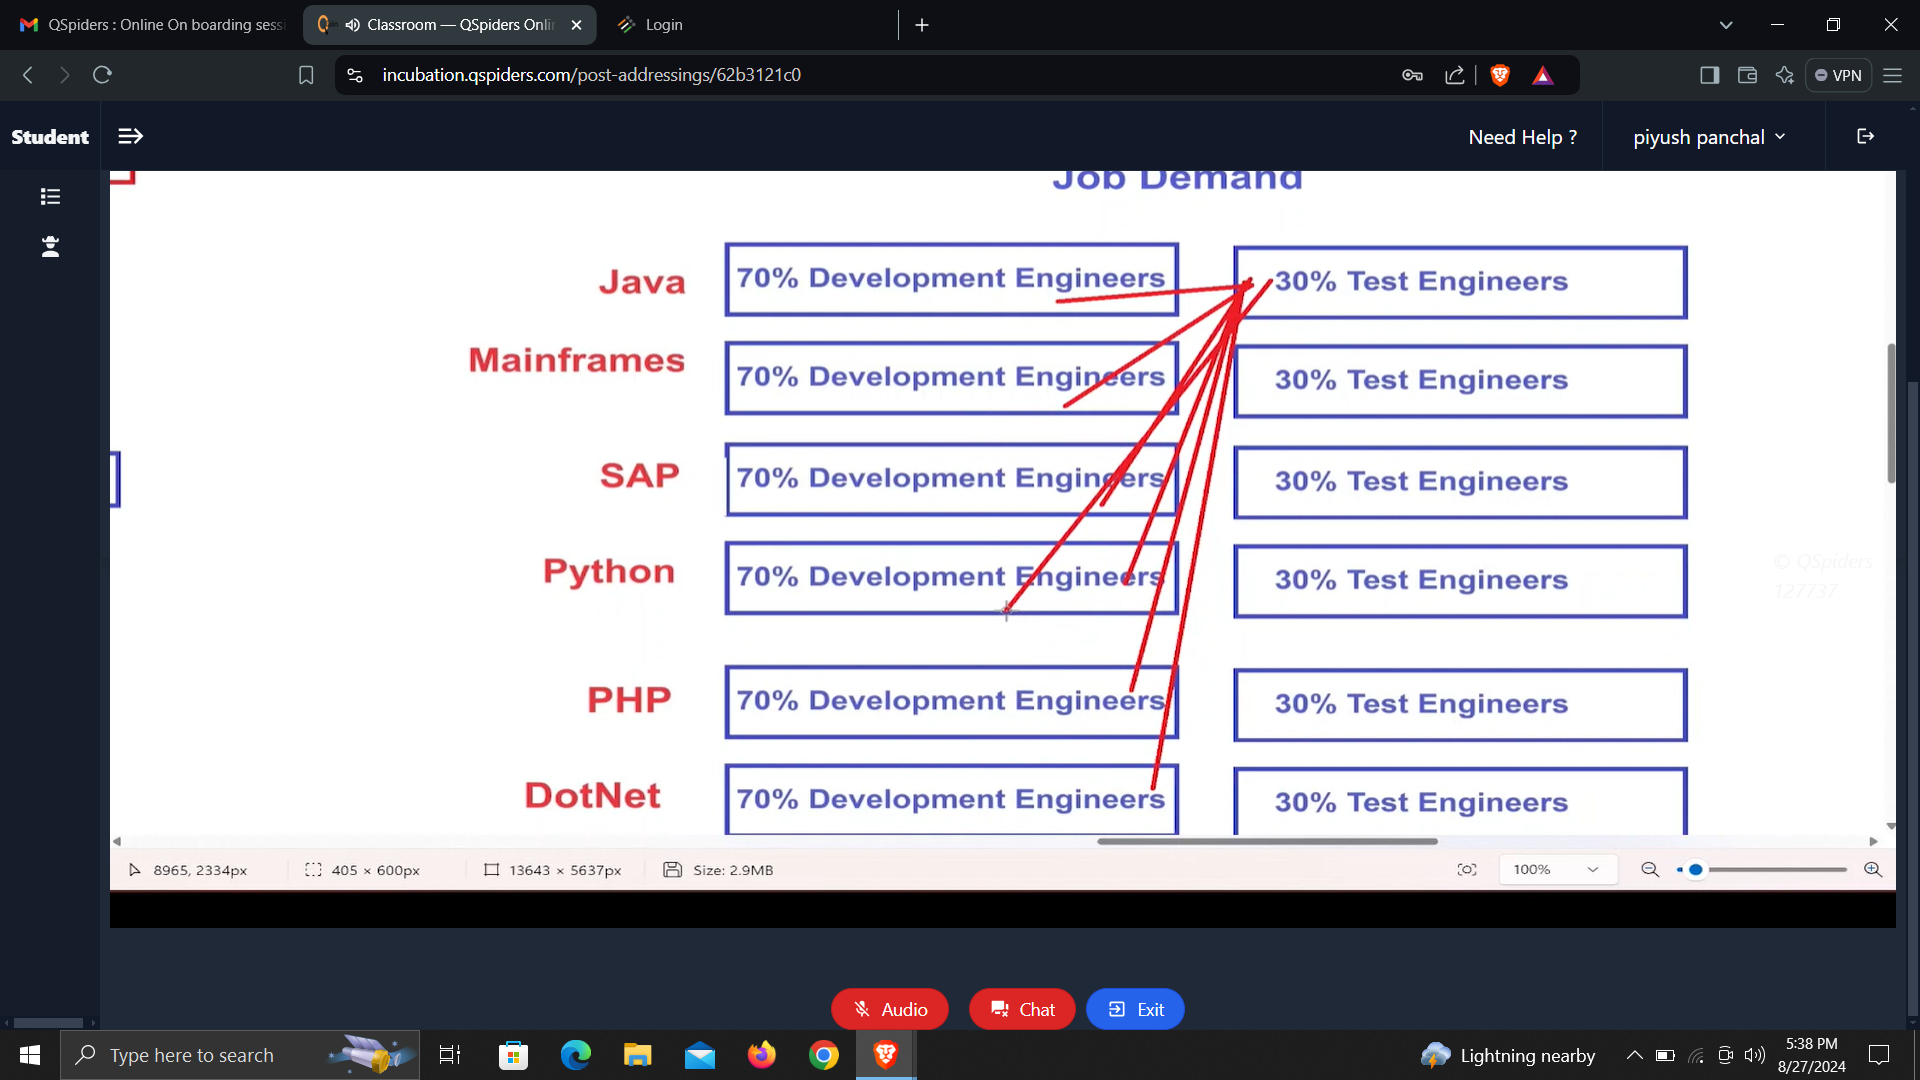 QSpiders : Online On boarding sess
Classroom — QSpiders Onli
Login
incubation.qspiders.com/post-addressings/62b3121c0
VPN
Student
Need Help ?
piyush panchal
Job Demand
Java
70% Development Engineers
30% Test Engineers
Mainframes
70% Development Engineers
30% Test Engineers
SAP
70% Development Engineers
30% Test Engineers
Python
70% Development Engineers
30% Test Engineers
© QSpiders
127737
PHP
70% Development Engineers
30% Test Engineers
DotNet
70% Development Engineers
30% Test Engineers
8965, 2334px
405 × 600px
13643 × 5637px
Size: 2.9MB
100%
Audio
Chat
Exit
Type here to search
Lightning nearby
5:38 PM
8/27/2024